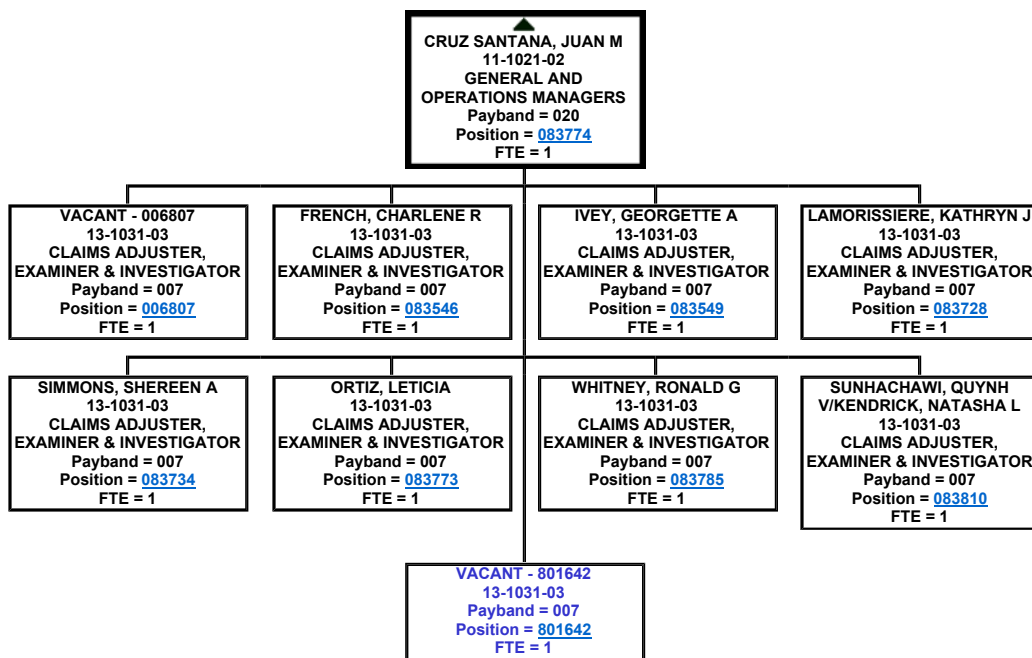 CRUZ SANTANA, JUAN M
11-1021-02
GENERAL AND
OPERATIONS MANAGERS
Payband = 020
Position = 083774
FTE = 1
VACANT - 006807
13-1031-03
CLAIMS ADJUSTER,
EXAMINER & INVESTIGATOR
Payband = 007
Position = 006807
FTE = 1
FRENCH, CHARLENE R
13-1031-03
CLAIMS ADJUSTER,
EXAMINER & INVESTIGATOR
Payband = 007
Position = 083546
FTE = 1
IVEY, GEORGETTE A
13-1031-03
CLAIMS ADJUSTER,
EXAMINER & INVESTIGATOR
Payband = 007
Position = 083549
FTE = 1
LAMORISSIERE, KATHRYN J
13-1031-03
CLAIMS ADJUSTER,
EXAMINER & INVESTIGATOR
Payband = 007
Position = 083728
FTE = 1
SIMMONS, SHEREEN A
13-1031-03
CLAIMS ADJUSTER,
EXAMINER & INVESTIGATOR
Payband = 007
Position = 083734
FTE = 1
ORTIZ, LETICIA
13-1031-03
CLAIMS ADJUSTER,
EXAMINER & INVESTIGATOR
Payband = 007
Position = 083773
FTE = 1
WHITNEY, RONALD G
13-1031-03
CLAIMS ADJUSTER,
EXAMINER & INVESTIGATOR
Payband = 007
Position = 083785
FTE = 1
SUNHACHAWI, QUYNH
V/KENDRICK, NATASHA L
13-1031-03
CLAIMS ADJUSTER,
EXAMINER & INVESTIGATOR
Payband = 007
Position = 083810
FTE = 1
VACANT - 801642
13-1031-03
Payband = 007
Position = 801642
FTE = 1